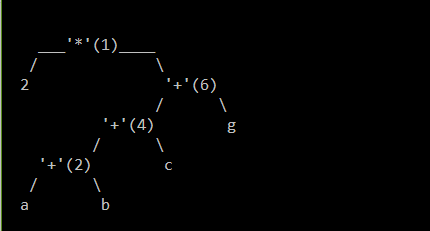 ___'*'(1)____
/ \
2 '+'(6)
/ \
'+'(4) g
/ \
'+'(2) c
/ \
a b